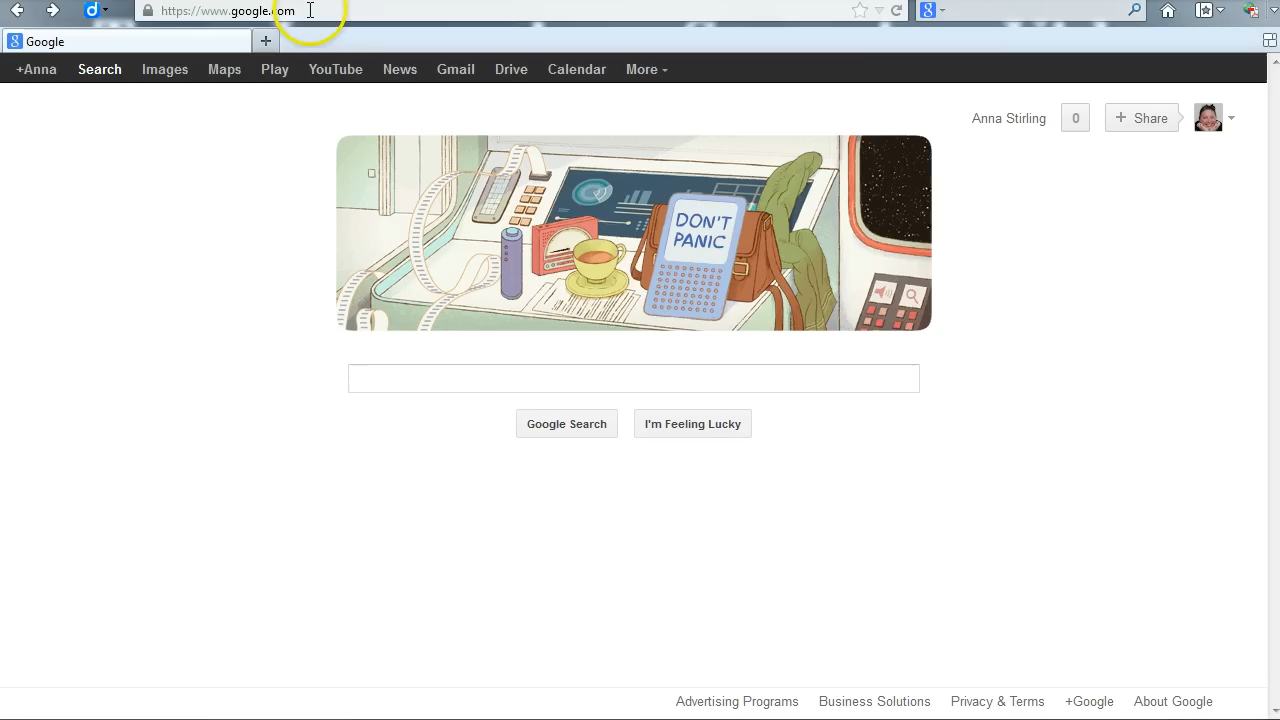 https://www.google.com
Google
+Anna Search Images Maps Play YouTube News Gmail Drive Calendar More
Anna Stirling 0 + Share
DON'T
PANIC
Google Search I'm Feeling Lucky
Advertising Programs Business Solutions Privacy & Terms +Google About Google